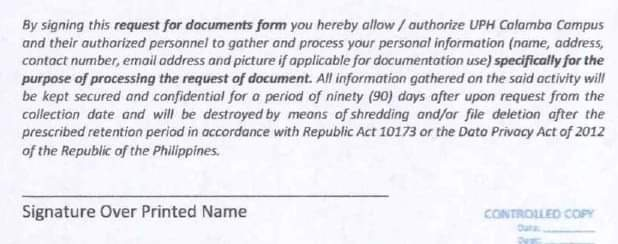 By signing this request for documents form you hereby allow / authorize UPH Calamba Campus
and their authorized personnel to gather and process your personal information (name, address,
contact number, email address and picture if applicable for documentation use) specifically for the
purpose of processing the request of document. All information gathered on the said activity will
be kept secured and confidential for a period of ninety (90) days after upon request from the
collection date and will be destroyed by means of shredding and/or file deletion after the
prescribed retention period in accordance with Republic Act 10173 or the Data Privacy Act of 2012
of the Republic of the Philippines.
Signature Over Printed Name
CONTROLLED COPY